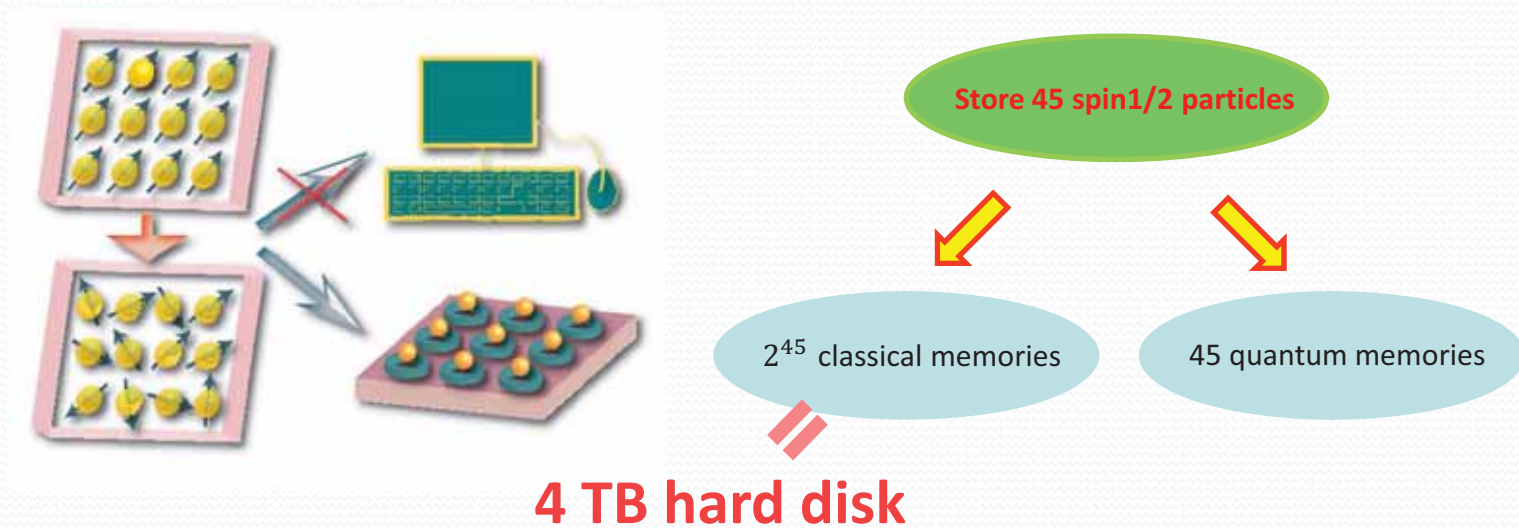 Store 45 spin1/2 particles
2⁴⁵ classical memories
45 quantum memories
4 TB hard disk